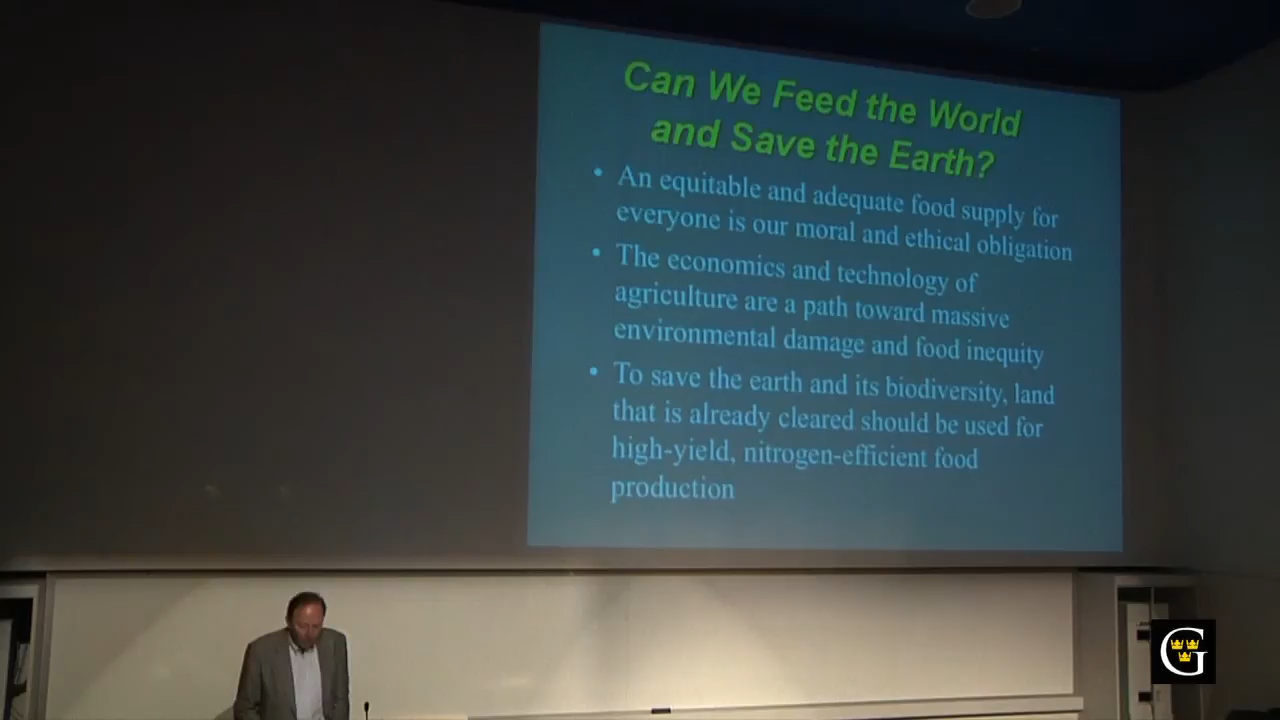 Can We Feed the World
and Save the Earth?
• An equitable and adequate food supply for
everyone is our moral and ethical obligation
• The economics and technology of
agriculture are a path toward massive
environmental damage and food inequity
• To save the earth and its biodiversity, land
that is already cleared should be used for
high-yield, nitrogen-efficient food
production
G